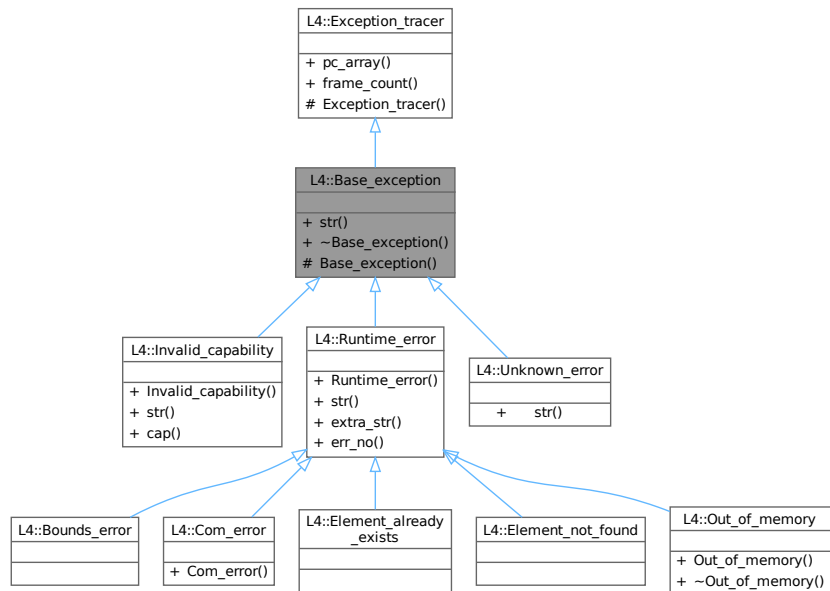 L4::Exception_tracer
+ pc_array()
+ frame_count()
# Exception_tracer()
L4::Base_exception
+ str()
+ ~Base_exception()
# Base_exception()
L4::Invalid_capability
+ Invalid_capability()
+ str()
+ cap()
L4::Runtime_error
+ Runtime_error()
+ str()
+ extra_str()
+ err_no()
L4::Unknown_error
+ str()
L4::Bounds_error
L4::Com_error
+ Com_error()
L4::Element_already
_exists
L4::Element_not_found
L4::Out_of_memory
+ Out_of_memory()
+ ~Out_of_memory()